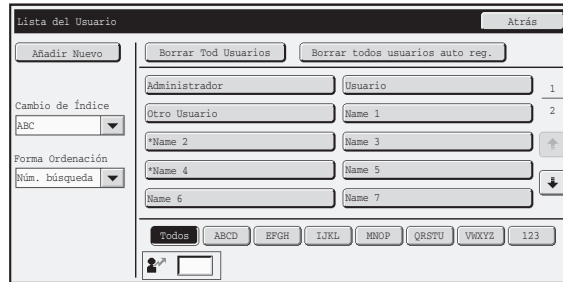 Lista del Usuario
Atrás
Añadir Nuevo
Borrar Tod Usuarios
Borrar todos usuarios auto reg.
Cambio de Índice
ABC
Forma Ordenación
Núm. búsqueda
Administrador
Usuario
Otro Usuario
Name 1
*Name 2
Name 3
*Name 4
Name 5
Name 6
Name 7
1
2
Todos
ABCD
EFGH
IJKL
MNOP
QRSTU
VWXYZ
123